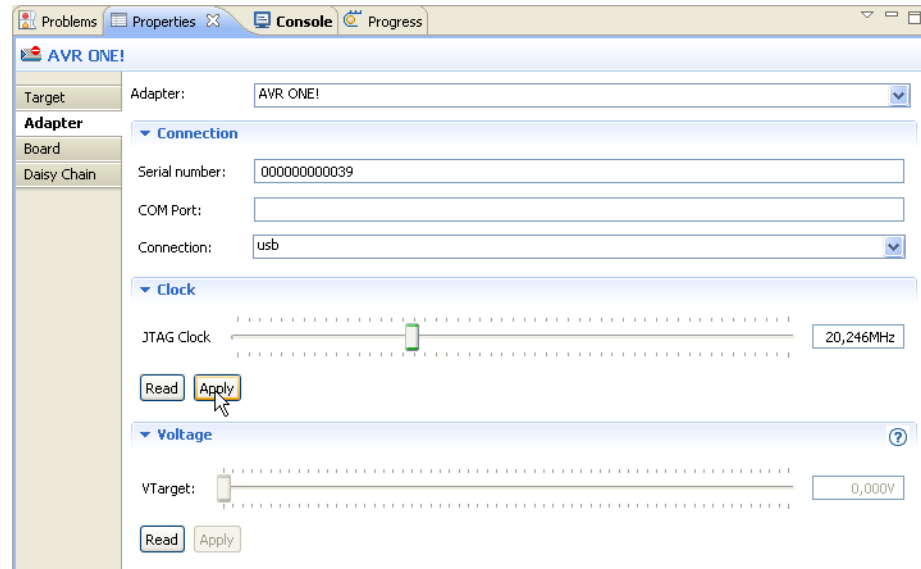 Problems Properties Console Progress
AVR ONE!
Target
Adapter
Board
Daisy Chain
Adapter: AVR ONE!
Connection
Serial number: 000000000039
COM Port:
Connection: usb
Clock
JTAG Clock 20,246MHz
Read Apply
Voltage ?
VTarget: 0,000V
Read Apply